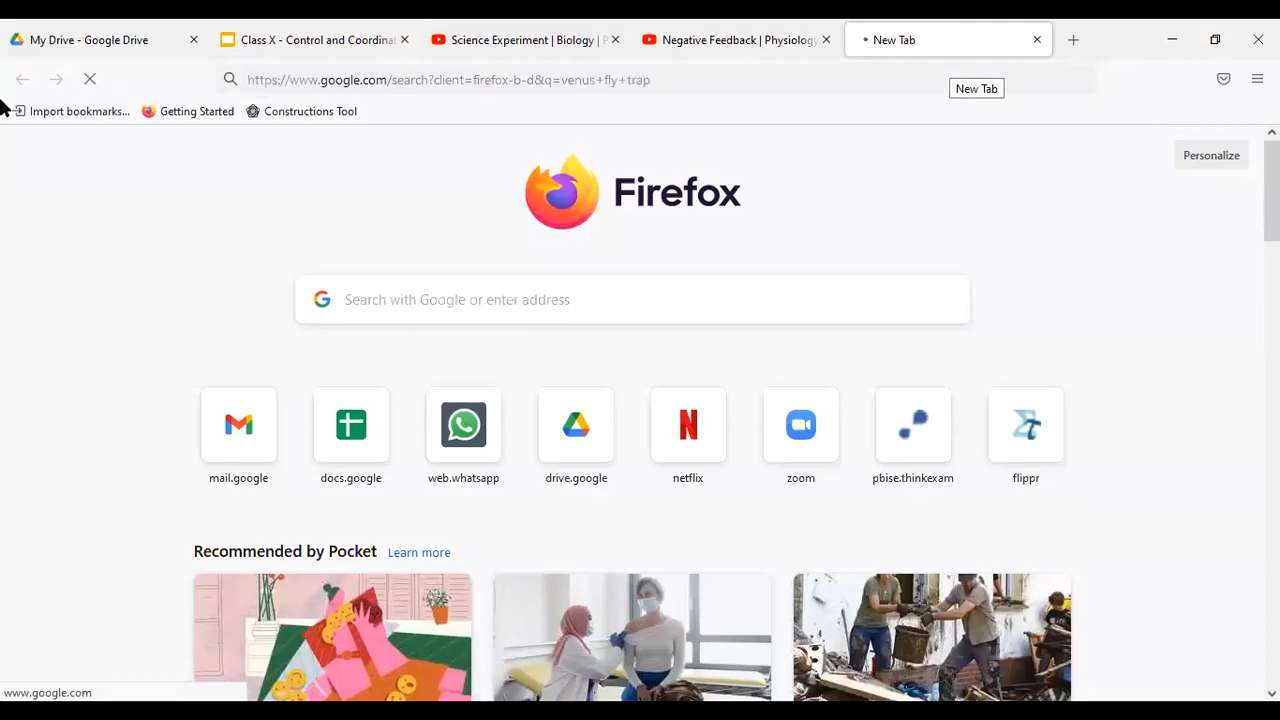 My Drive - Google Drive
Class X - Control and Coordinat
Science Experiment | Biology | P
Negative Feedback | Physiology
New Tab
https://www.google.com/search?client=firefox-b-d&q=venus+fly+trap
New Tab
Import bookmarks...
Getting Started
Constructions Tool
Personalize
Firefox
Search with Google or enter address
mail.google
docs.google
web.whatsapp
drive.google
netflix
zoom
pbise.thinkexam
flippr
Recommended by Pocket
Learn more
www.google.com